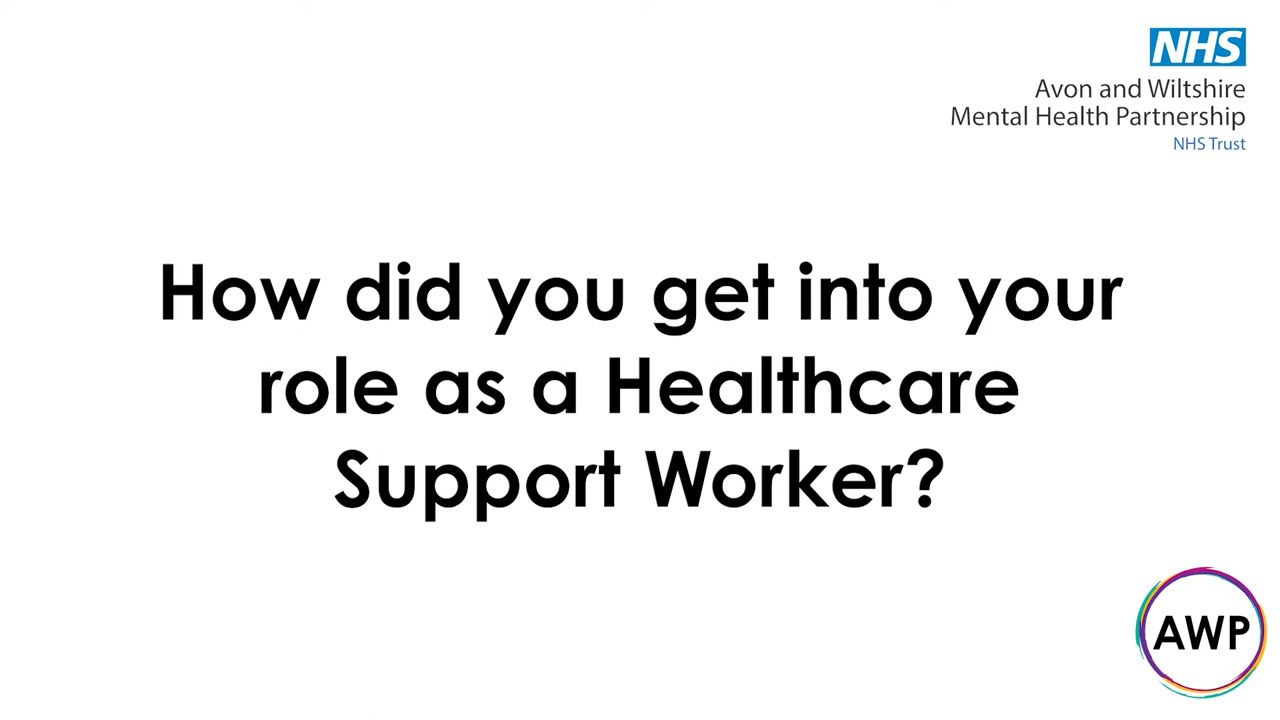 NHS
Avon and Wiltshire
Mental Health Partnership
NHS Trust
How did you get into your
role as a Healthcare
Support Worker?
AWP